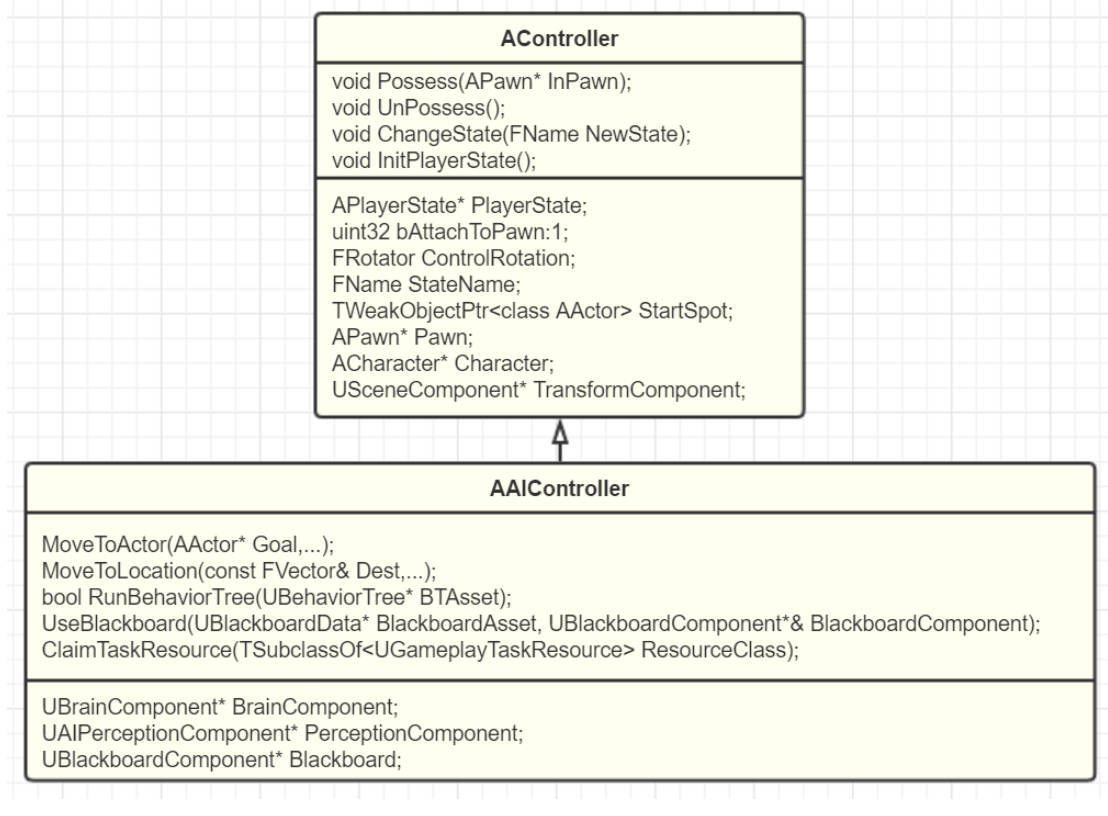 AController
void Possess(APawn* InPawn);
void UnPossess();
void ChangeState(FName NewState);
void InitPlayerState();
APlayerState* PlayerState;
uint32 bAttachToPawn:1;
FRotator ControlRotation;
FName StateName;
TWeakObjectPtr<class AActor> StartSpot;
APawn* Pawn;
ACharacter* Character;
USceneComponent* TransformComponent;
AAIController
MoveToActor(AActor* Goal,...);
MoveToLocation(const FVector& Dest,...);
bool RunBehaviorTree(UBehaviorTree* BTAsset);
UseBlackboard(UBlackboardData* BlackboardAsset, UBlackboardComponent*& BlackboardComponent);
ClaimTaskResource(TSubclassOf<UGameplayTaskResource> ResourceClass);
UBrainComponent* BrainComponent;
UAIPerceptionComponent* PerceptionComponent;
UBlackboardComponent* Blackboard;